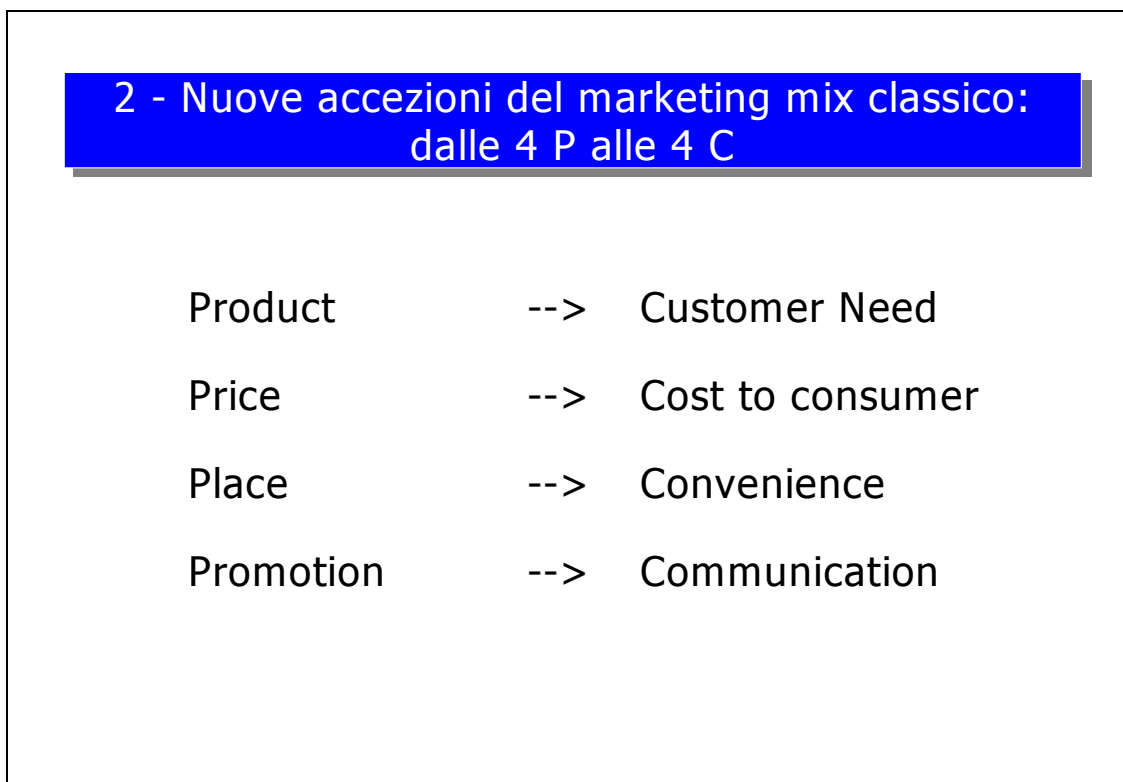 2 - Nuove accezioni del marketing mix classico:
dalle 4 P alle 4 C
Product --> Customer Need
Price --> Cost to consumer
Place --> Convenience
Promotion --> Communication